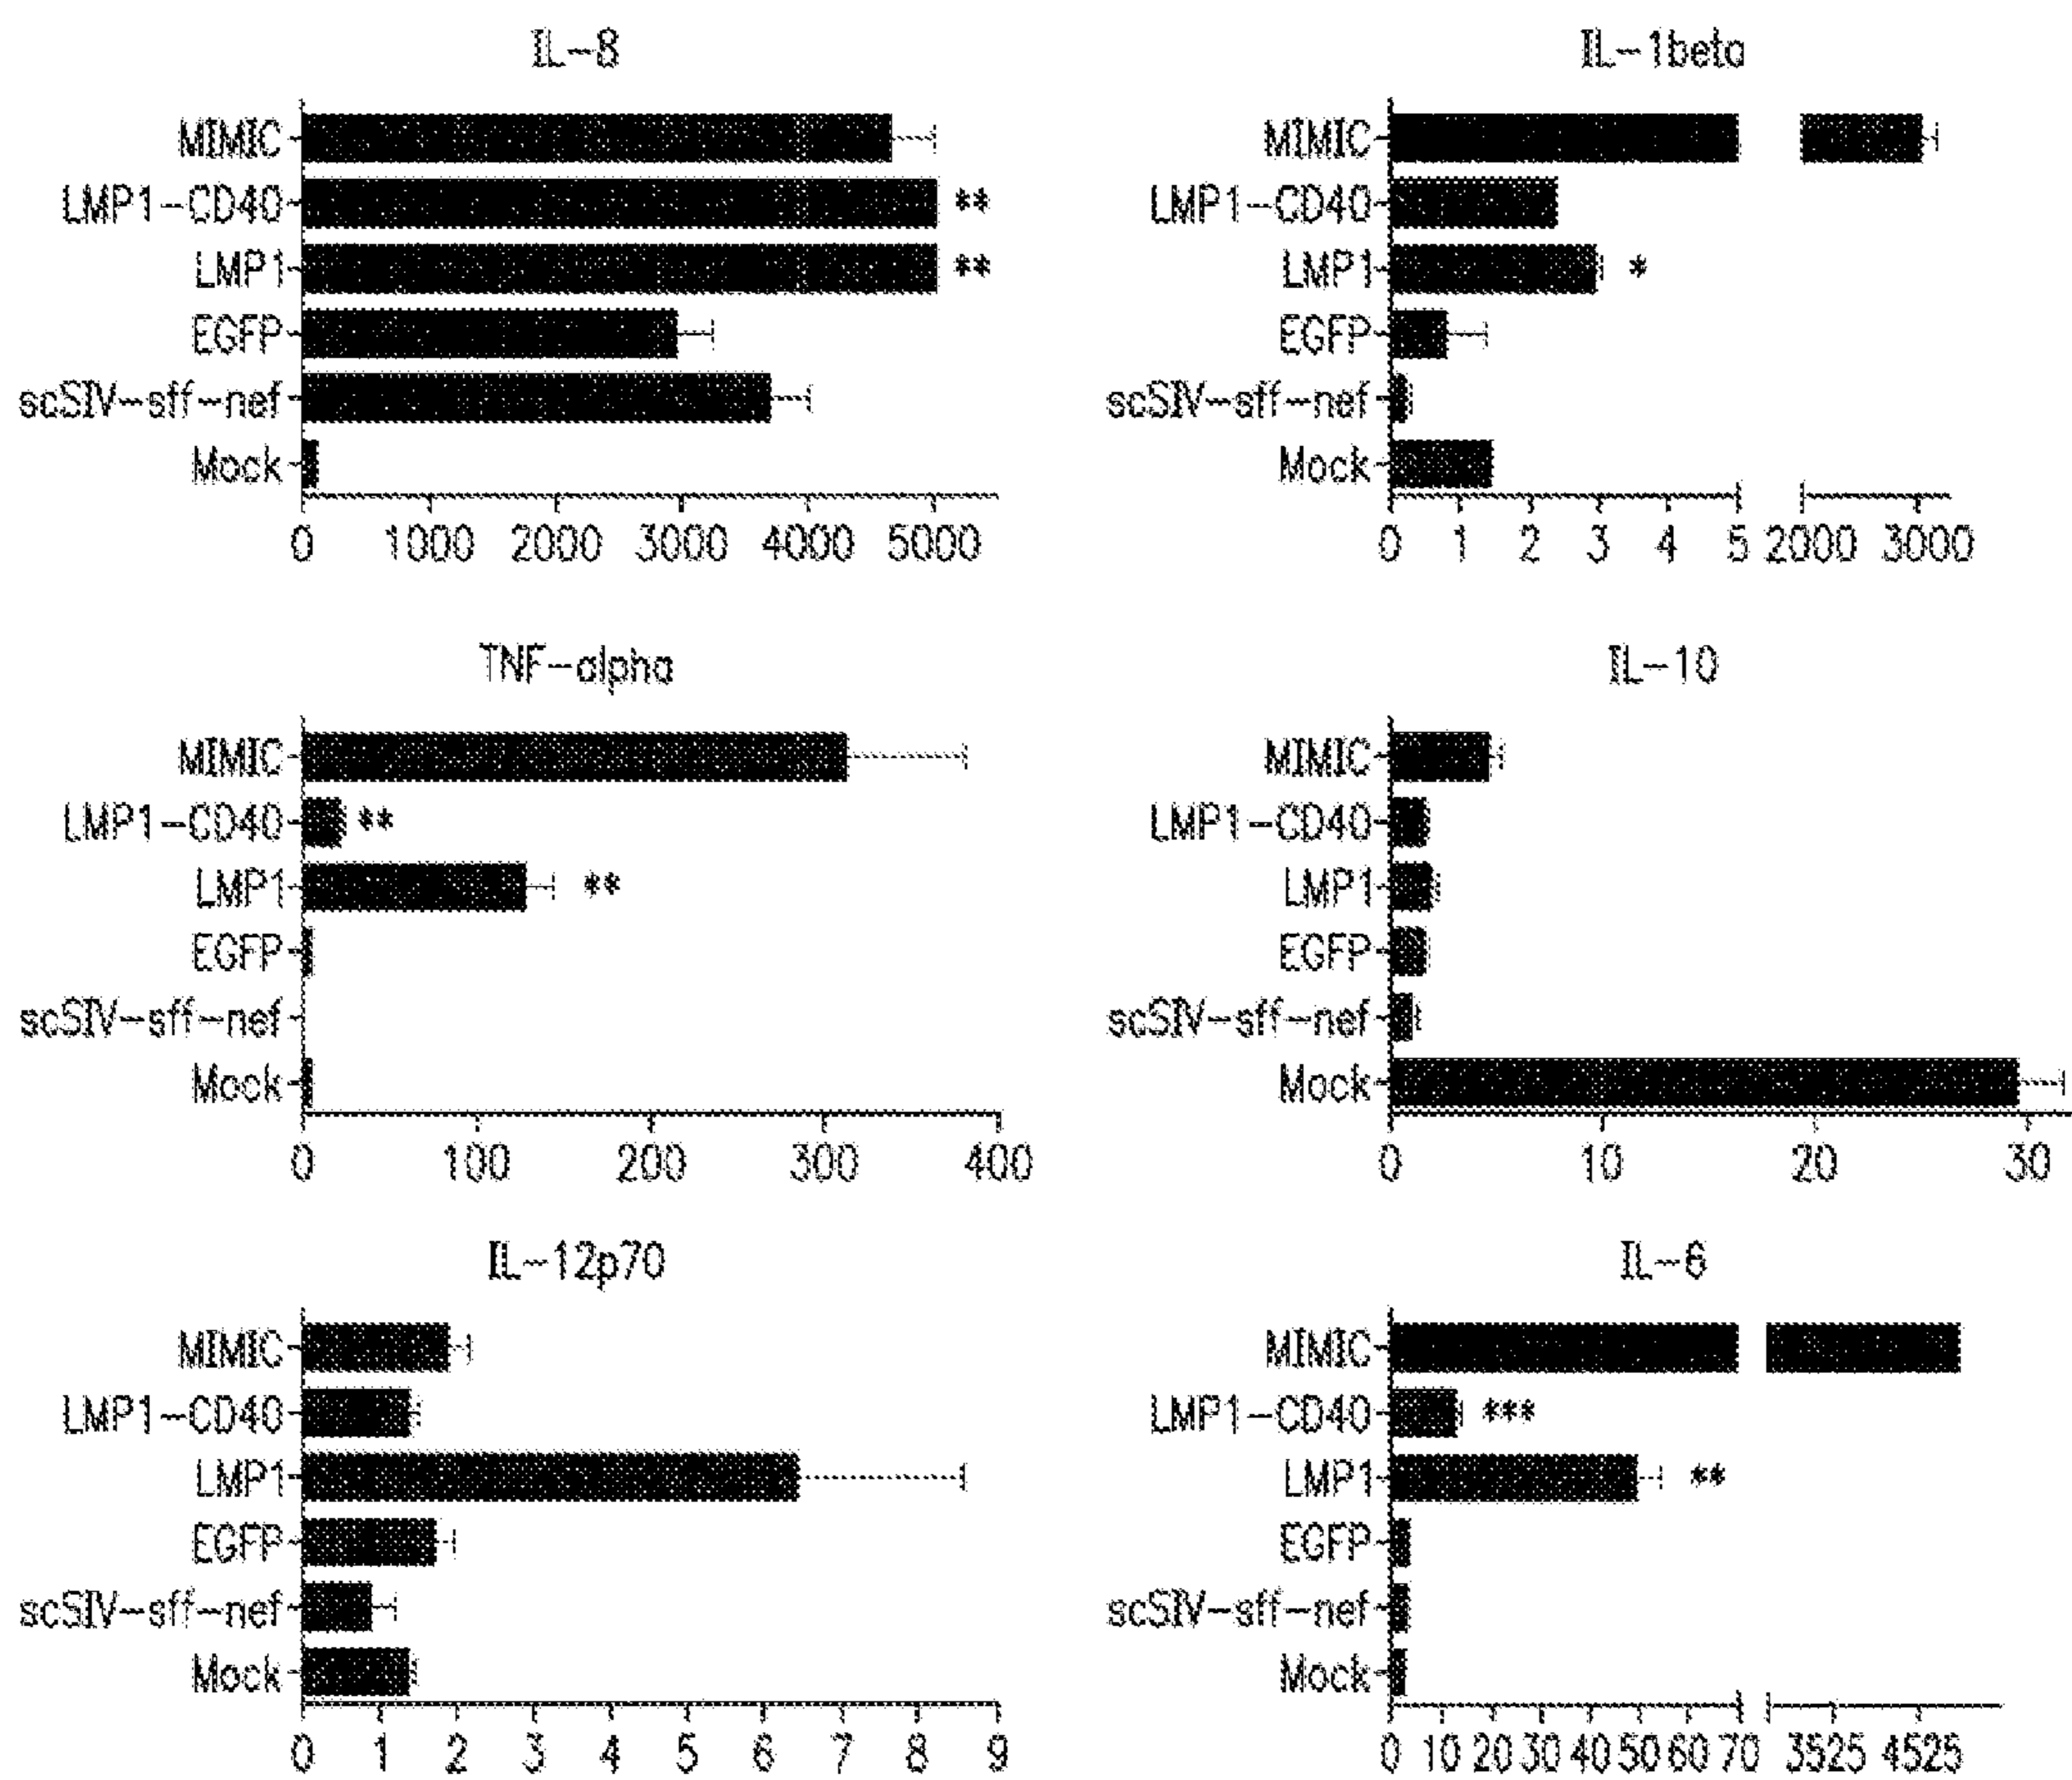 IL-8
MIMIC
LMP1-CD40 **
LMP1 **
EGFP
scSIV-sff-nef
Mock
0 1000 2000 3000 4000 5000
IL-1beta
MIMIC
LMP1-CD40
LMP1 *
EGFP
scSIV-sff-nef
Mock
0 1 2 3 4 5 2000 3000
TNF-alpha
MIMIC
LMP1-CD40 **
LMP1 **
EGFP
scSIV-sff-nef
Mock
0 100 200 300 400
IL-10
MIMIC
LMP1-CD40
LMP1
EGFP
scSIV-sff-nef
Mock
0 10 20 30
IL-12p70
MIMIC
LMP1-CD40
LMP1
EGFP
scSIV-sff-nef
Mock
0 1 2 3 4 5 6 7 8 9
IL-6
MIMIC
LMP1-CD40 ***
LMP1 **
EGFP
scSIV-sff-nef
Mock
0 10 20 30 40 50 60 70 3525 4525